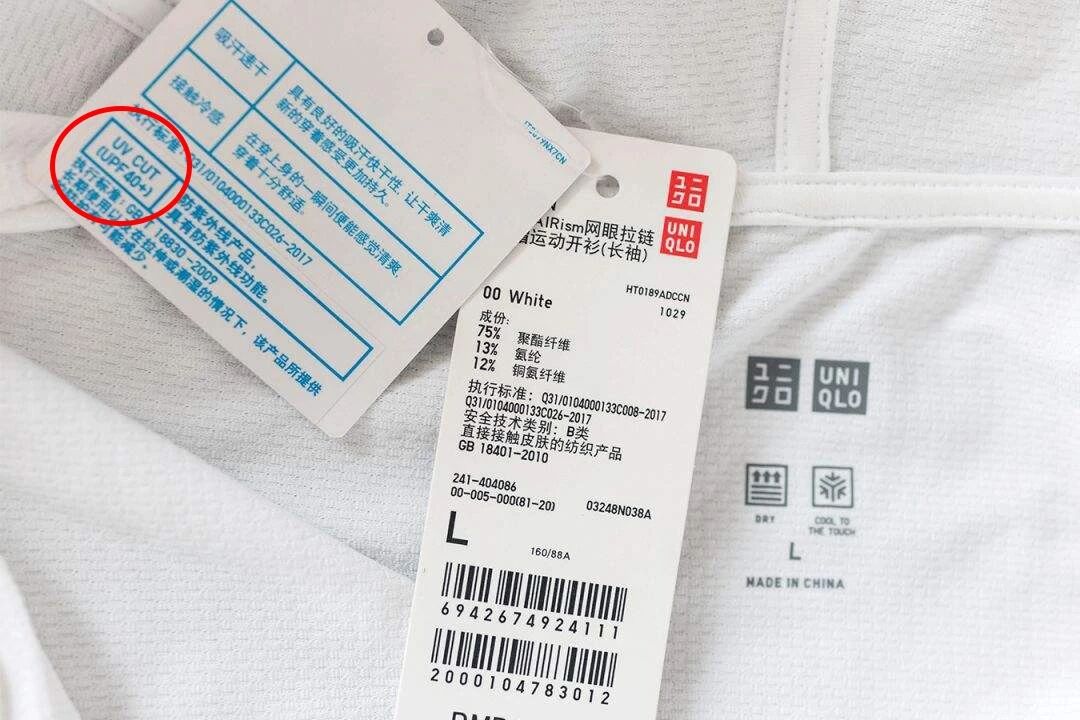 吸汗速干
具有良好的吸汗快干性,让干爽清
新的穿着感受更加持久。
接触冷感
在穿上身的一瞬间便能感觉清爽,
穿着十分舒适。
执行标准:Q31/0104000133C026-2017
UV CUT
(UPF40+)
防紫外线产品,
具有防紫外线功能。
执行标准:GB/T 18830-2009
长期使用以
在拉伸或潮湿的情况下,该产品所提供
可能减少。
ユニ
クロ
UNI
QLO
AIRism网眼拉链
运动开衫(长袖)
HT0189ADCCN
1029
00 White
成份:
75% 聚酯纤维
13% 氨纶
12% 铜氨纤维
执行标准:Q31/0104000133C008-2017
Q31/0104000133C026-2017
安全技术类别:B类
直接接触皮肤的纺织产品
GB 18401-2010
241-404086
00-005-000(81-20)
03248N038A
L
160/88A
6942674924111
2000104783012
ユニ
クロ
UNI
QLO
DRY
COOL TO
THE TOUCH
L
MADE IN CHINA